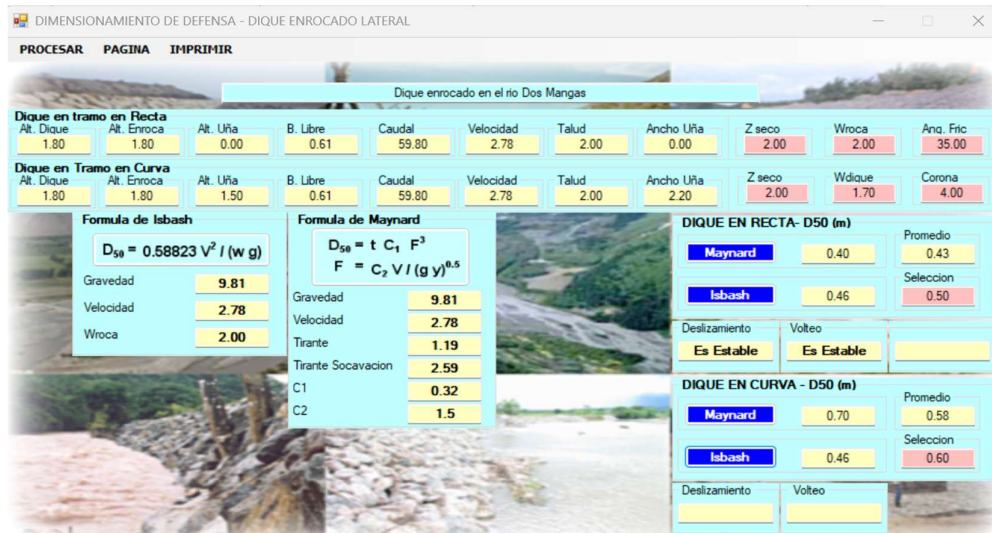 DIMENSIONAMIENTO DE DEFENSA - DIQUE ENROCADO LATERAL
PROCESAR PAGINA IMPRIMIR
Dique enrocado en el rio Dos Mangas
Dique en tramo en Recta
Alt. Dique Alt. Enroca Alt. Uña B. Libre Caudal Velocidad Talud Ancho Uña Z seco Wroca Ang. Fric
1.80 1.80 0.00 0.61 59.80 2.78 2.00 0.00 2.00 2.00 35.00
Dique en Tramo en Curva
Alt. Dique Alt. Enroca Alt. Uña B. Libre Caudal Velocidad Talud Ancho Uña Z seco Wdique Corona
1.80 1.80 1.50 0.61 59.80 2.78 2.00 2.20 2.00 1.70 4.00
Formula de Isbash
D₅₀ = 0.58823 V² / (w g)
Gravedad 9.81
Velocidad 2.78
Wroca 2.00
Formula de Maynard
D₅₀ = t C₁ F³
F = C₂ V / (g y)⁰·⁵
Gravedad 9.81
Velocidad 2.78
Tirante 1.19
Tirante Socavacion 2.59
C1 0.32
C2 1.5
DIQUE EN RECTA- D50 (m)
Promedio
Maynard 0.40 0.43
Seleccion
Isbash 0.46 0.50
Deslizamiento Volteo
Es Estable Es Estable
DIQUE EN CURVA - D50 (m)
Promedio
Maynard 0.70 0.58
Seleccion
Isbash 0.46 0.60
Deslizamiento Volteo